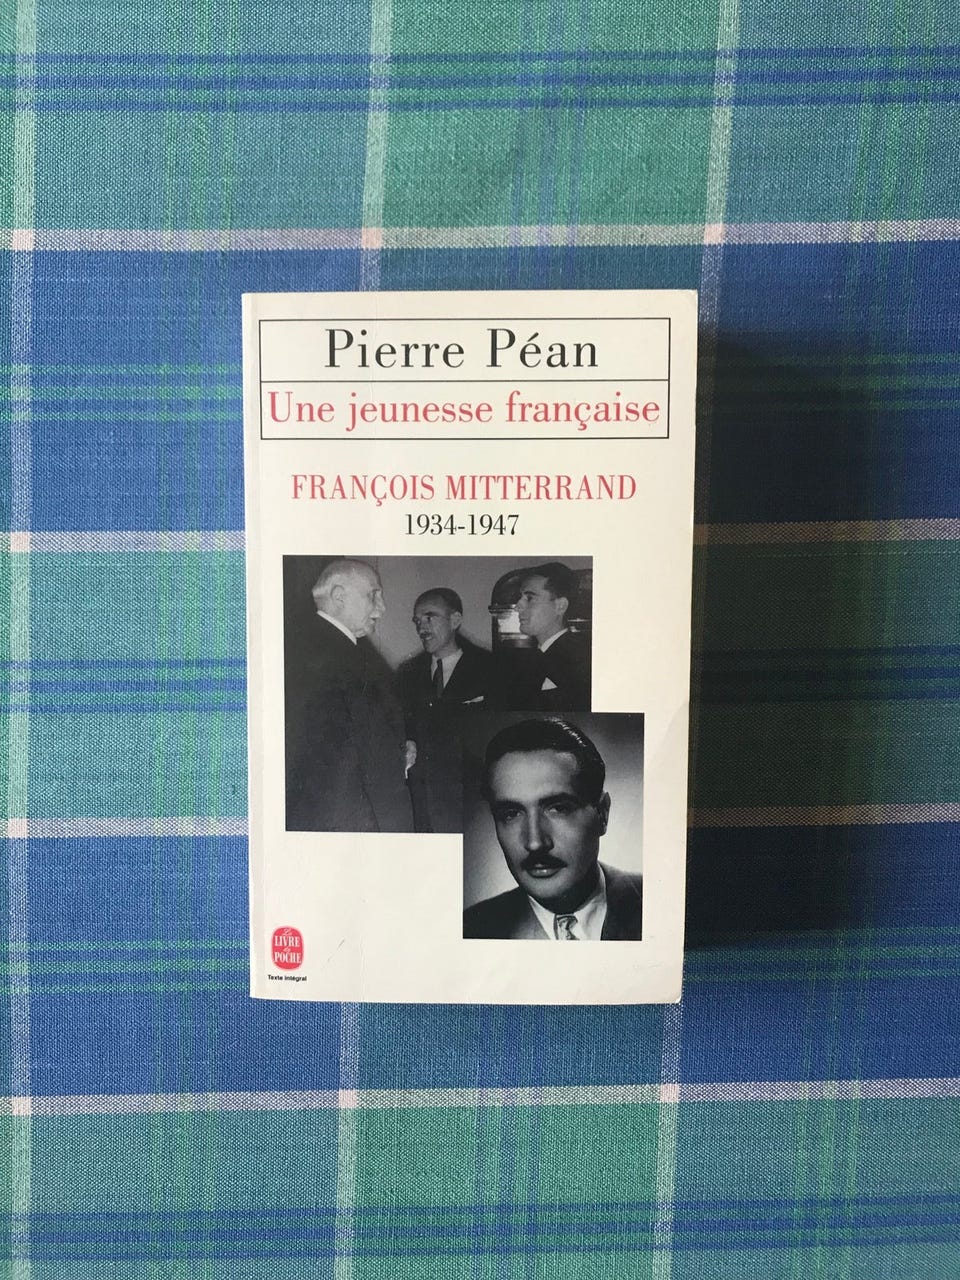 Pierre Péan
Une jeunesse française
FRANÇOIS MITTERRAND
1934-1947
Le
LIVRE
de
POCHE
Texte intégral